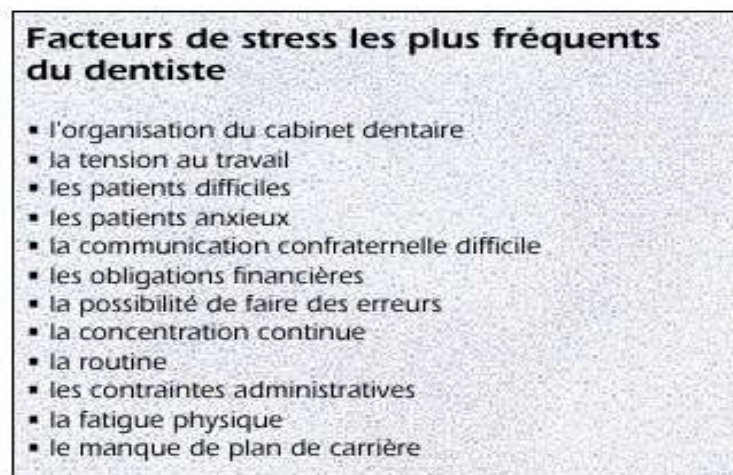 Facteurs de stress les plus fréquents
du dentiste
▪ l'organisation du cabinet dentaire
▪ la tension au travail
▪ les patients difficiles
▪ les patients anxieux
▪ la communication confraternelle difficile
▪ les obligations financières
▪ la possibilité de faire des erreurs
▪ la concentration continue
▪ la routine
▪ les contraintes administratives
▪ la fatigue physique
▪ le manque de plan de carrière